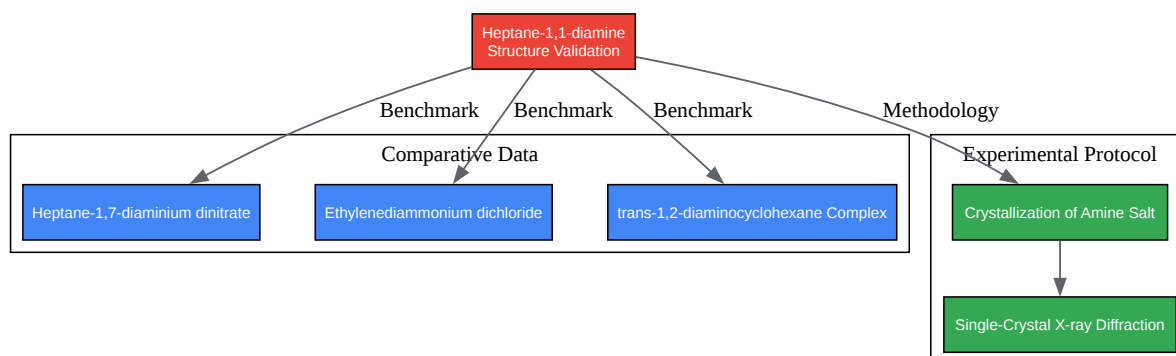 Heptane-1,1-diamine
Structure Validation
Benchmark
Benchmark
Benchmark
Methodology
Comparative Data
Experimental Protocol
Heptane-1,7-diaminium dinitrate
Ethylenediammonium dichloride
trans-1,2-diaminocyclohexane Complex
Crystallization of Amine Salt
Single-Crystal X-ray Diffraction